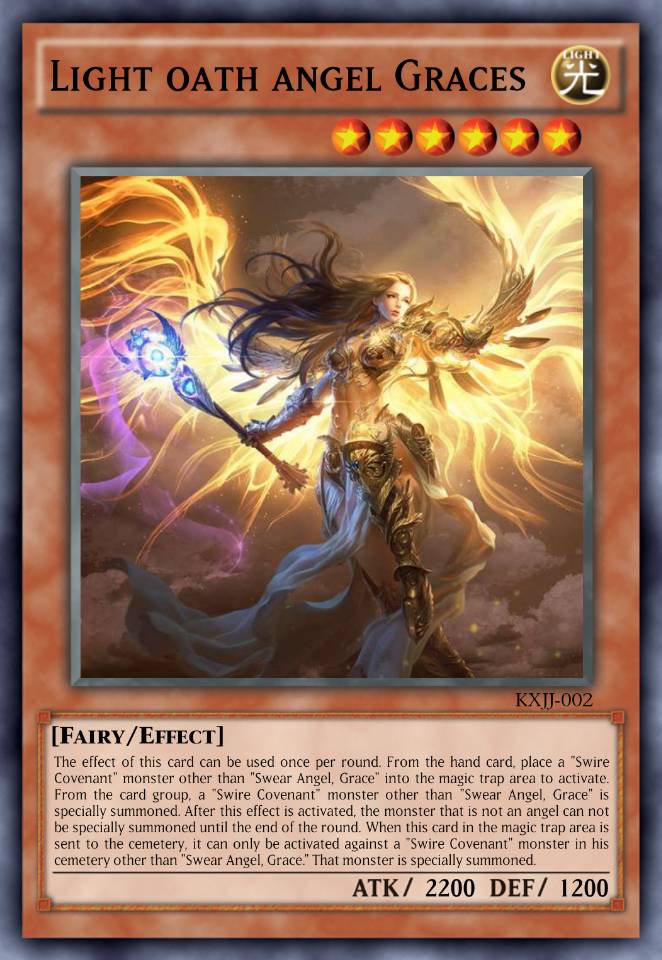 Light oath angel Graces
LIGHT
光
KXJJ-002
[Fairy/Effect]
The effect of this card can be used once per round. From the hand card, place a "Swire
Covenant" monster other than "Swear Angel, Grace" into the magic trap area to activate.
From the card group, a "Swire Covenant" monster other than "Swear Angel, Grace" is
specially summoned. After this effect is activated, the monster that is not an angel can not
be specially summoned until the end of the round. When this card in the magic trap area is
sent to the cemetery, it can only be activated against a "Swire Covenant" monster in his
cemetery other than "Swear Angel, Grace." That monster is specially summoned.
ATK/ 2200 DEF/ 1200